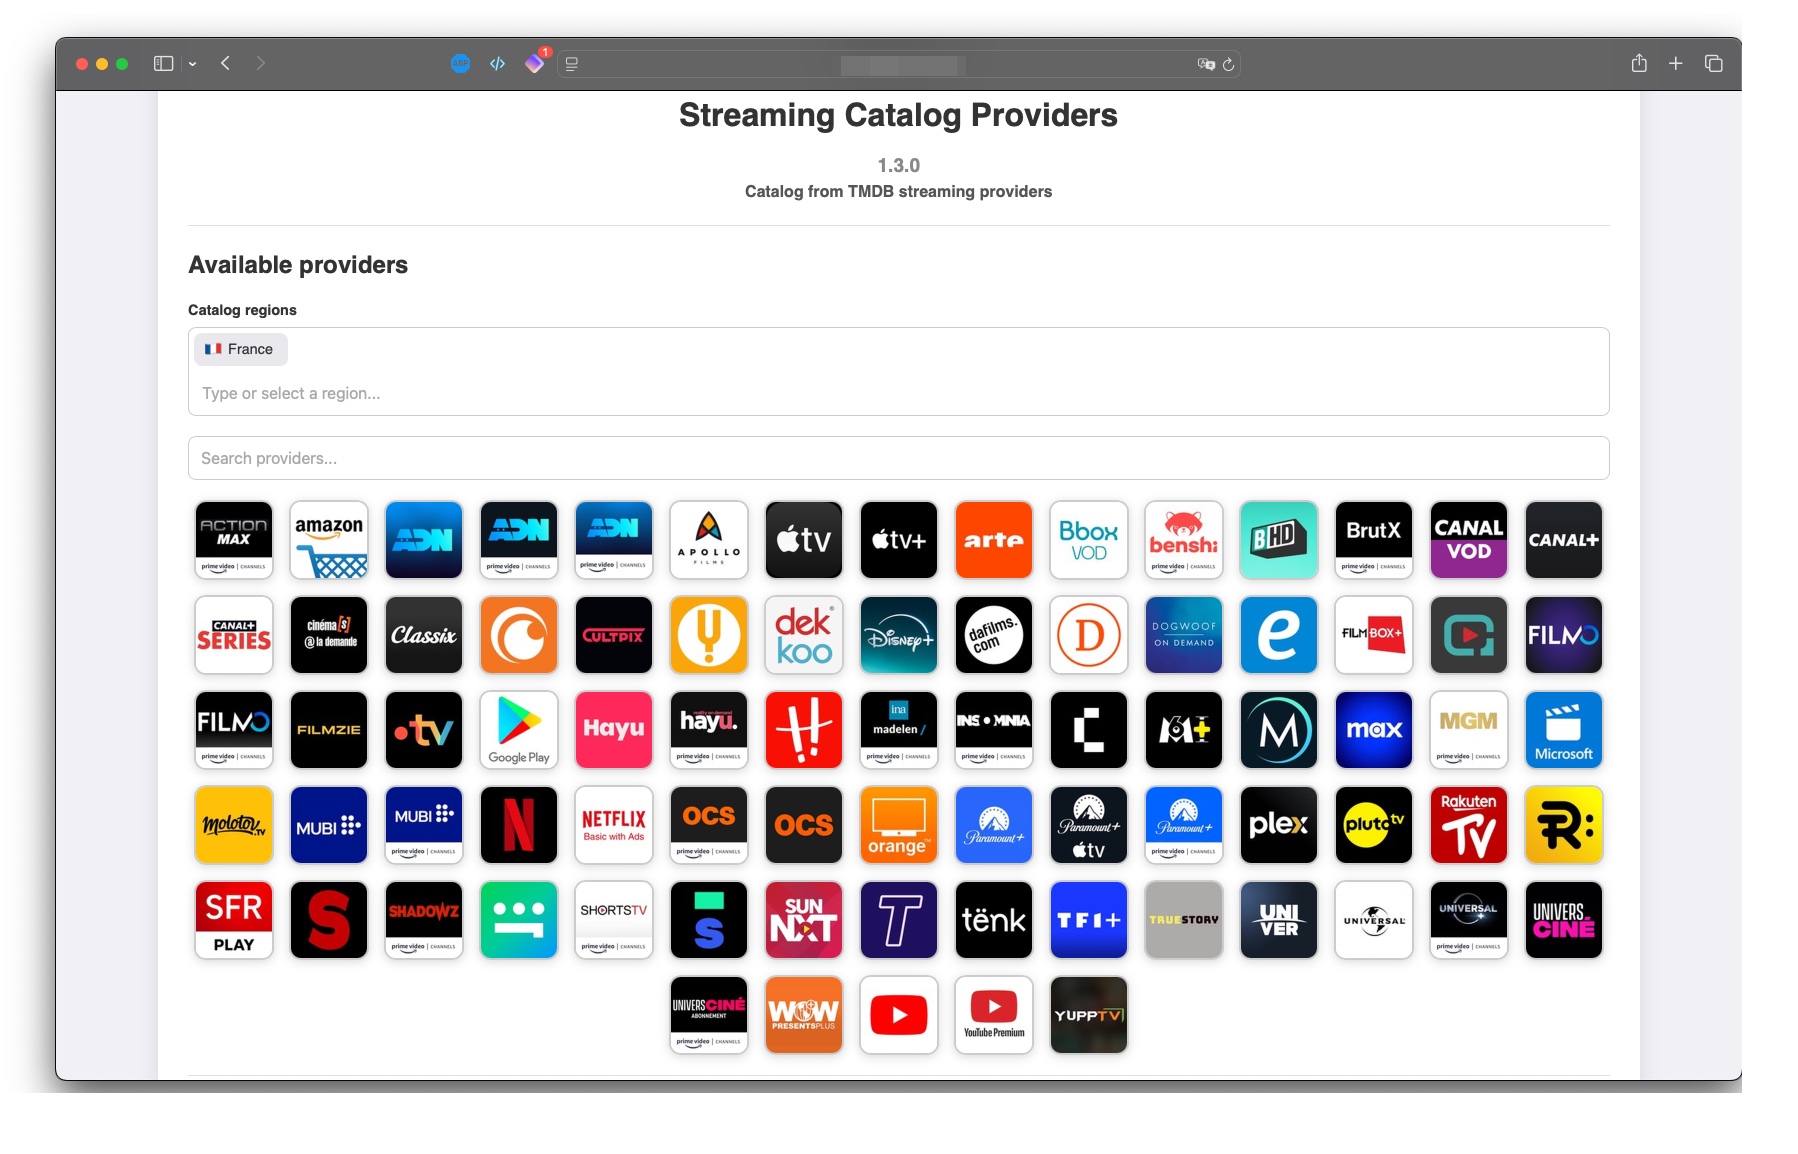 ABP
1
Streaming Catalog Providers
1.3.0
Catalog from TMDB streaming providers
Available providers
Catalog regions
France
Type or select a region...
Search providers...
ACTION MAX prime video | CHANNELS
amazon
ADN
ADN prime video | CHANNELS
ADN prime video | CHANNELS
APOLLO FILMS
tv
tv+
arte
Bbox VOD
benshi prime video | CHANNELS
BHD
BrutX prime video | CHANNELS
CANAL VOD
CANAL+
CANAL+ SERIES
cinéma[s] @ la demande
Classix
CULTPIX
dek koo
Disney+
dafilms.com
D
DOGWOOF ON DEMAND
e
FILMBOX+
FILMO
FILMO prime video | CHANNELS
FILMZIE
tv
Google Play
Hayu
hayu. prime video | CHANNELS
H!
ina madelen / prime video | CHANNELS
INSOMNIA prime video | CHANNELS
C
M6+
M
max
MGM prime video | CHANNELS
Microsoft
Molotov.TV
MUBI
MUBI prime video | CHANNELS
N
NETFLIX Basic with Ads
OCS prime video | CHANNELS
OCS
orange™
Paramount+
Paramount+ tv
Paramount+ prime video | CHANNELS
plex
pluto tv
Rakuten TV
R:
SFR PLAY
S
SHADOWZ prime video | CHANNELS
SHORTSTV prime video | CHANNELS
S
SUN NXT
T
tënk
TF1+
TRUESTORY
UNIVER
UNIVERSAL
UNIVERSAL+ prime video | CHANNELS
UNIVERSCINÉ
UNIVERSCINÉ ABONNEMENT prime video | CHANNELS
WOW PRESENTS PLUS
YouTube Premium
YUPPTV